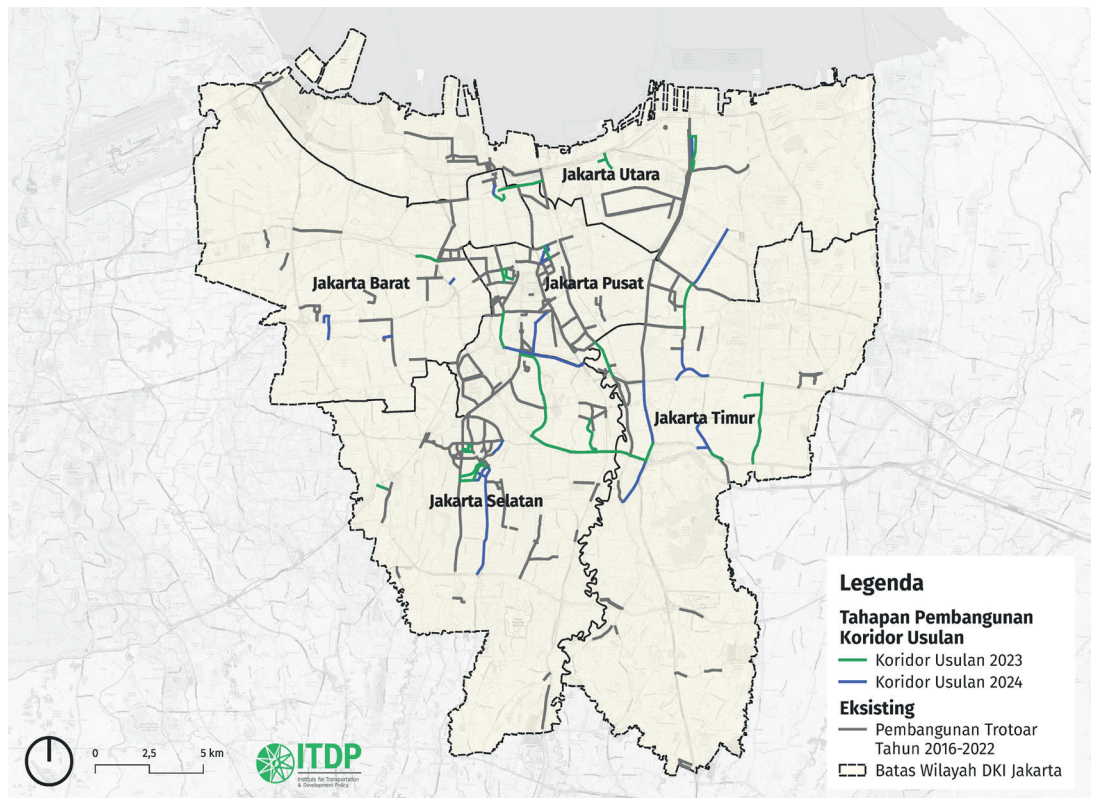 Jakarta Utara
Jakarta Barat
Jakarta Pusat
Jakarta Timur
Jakarta Selatan
Legenda
Tahapan Pembangunan
Koridor Usulan
Koridor Usulan 2023
Koridor Usulan 2024
Eksisting
Pembangunan Trotoar
Tahun 2016-2022
Batas Wilayah DKI Jakarta
0 2,5 5 km
ITDP
Institute for Transportation
& Development Policy